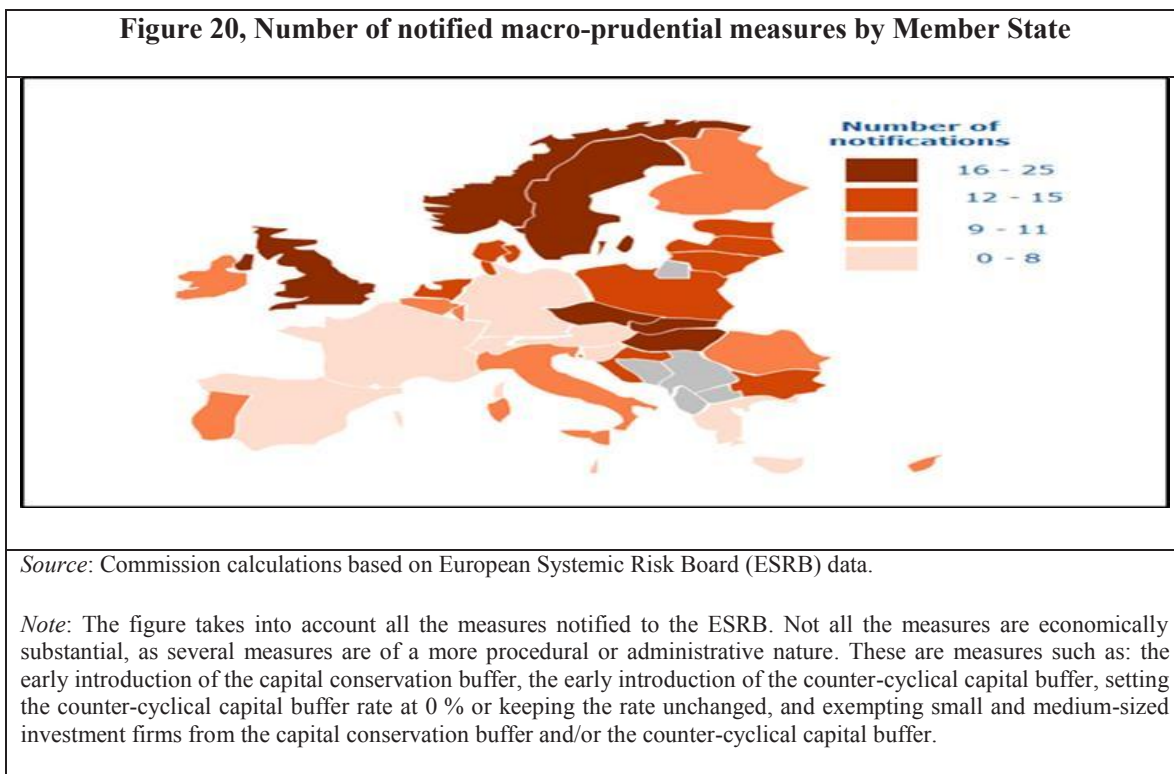 Figure 20, Number of notified macro-prudential measures by Member State
Number of
notifications
16 - 25
12 - 15
9 - 11
0 - 8
Source: Commission calculations based on European Systemic Risk Board (ESRB) data.
Note: The figure takes into account all the measures notified to the ESRB. Not all the measures are economically
substantial, as several measures are of a more procedural or administrative nature. These are measures such as: the
early introduction of the capital conservation buffer, the early introduction of the counter-cyclical capital buffer, setting
the counter-cyclical capital buffer rate at 0 % or keeping the rate unchanged, and exempting small and medium-sized
investment firms from the capital conservation buffer and/or the counter-cyclical capital buffer.